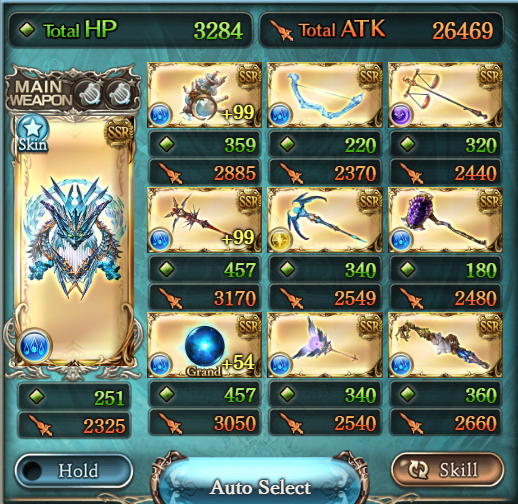 Total HP 3284 Total ATK 26469
MAIN WEAPON
Skin
SSR
251
2325
SSR +99
359
2885
SSR
220
2370
SSR
320
2440
SSR +99
457
3170
SSR
340
2549
SSR
180
2480
SSR Grand +54
457
3050
SSR
340
2540
SSR
360
2660
Hold
Auto Select
Skill